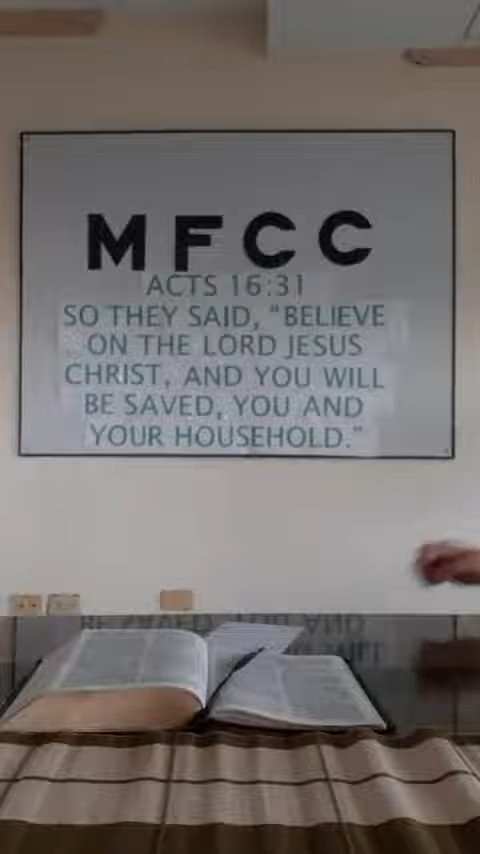 MFCC
ACTS 16:31
SO THEY SAID, "BELIEVE
ON THE LORD JESUS
CHRIST, AND YOU WILL
BE SAVED, YOU AND
YOUR HOUSEHOLD."